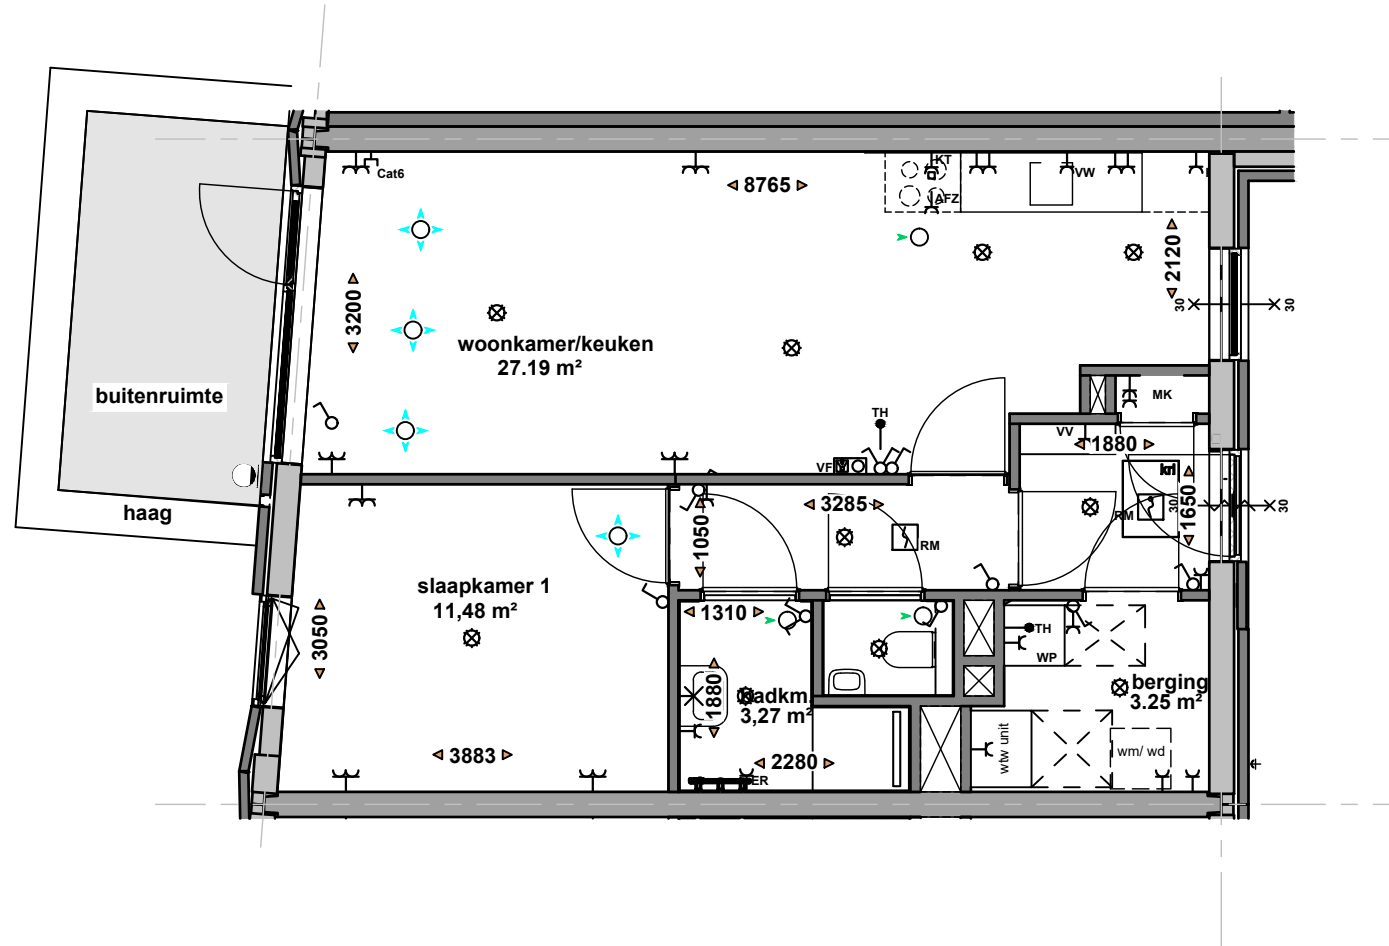 Cat6
8765
KT
AFZ
VW
2120
3200
30
30
woonkamer/keuken
27.19 m²
buitenruimte
MK
TH
VV
1880
VF
krl
haag
3285
1050
RM
RM
30
1650
30
slaapkamer 1
11,48 m²
1310
3050
TH
WP
berging
3.25 m²
1880
badkm.
3,27 m²
3883
2280
ER
wtw unit
wm/ wd